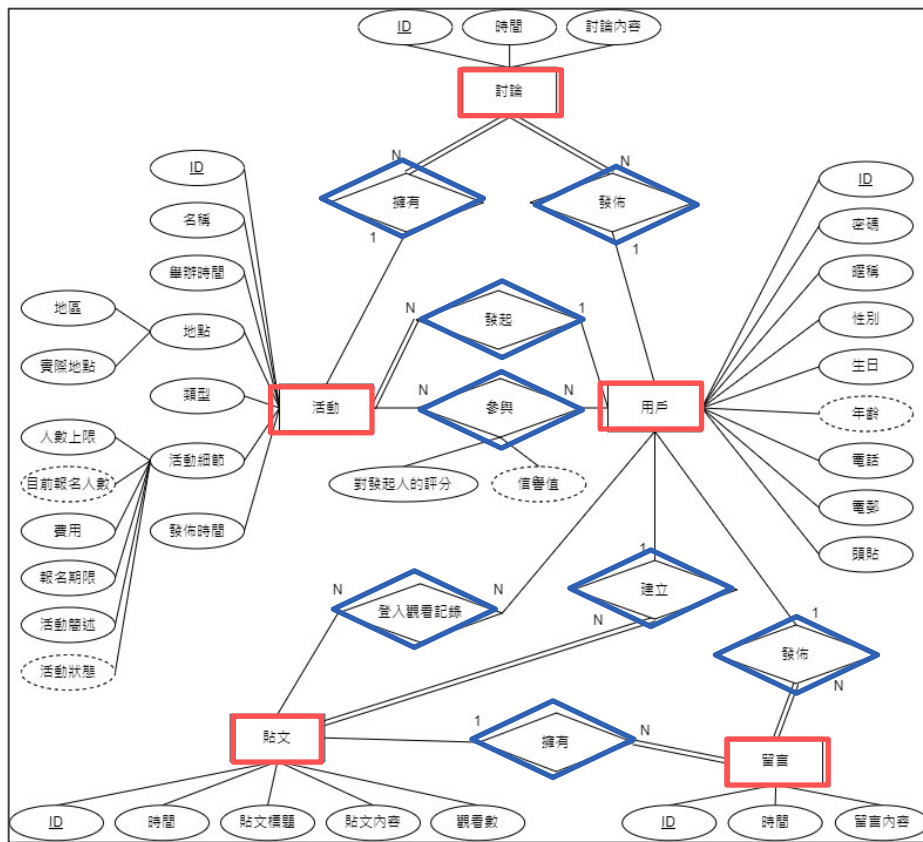 ID
時間
討論內容
討論
N
N
擁有
發佈
1
1
ID
名稱
舉辦時間
地區
地點
實際地點
類型
人數上限
活動細節
目前報名人數
費用
發佈時間
報名期限
活動簡述
活動狀態
活動
N
發起
1
N
參與
N
對發起人的評分
信譽值
用戶
ID
密碼
暱稱
性別
生日
年齡
電話
電郵
頭貼
N
登入觀看記錄
N
1
建立
N
1
發佈
N
貼文
1
擁有
N
留言
ID
時間
貼文標題
貼文內容
觀看數
ID
時間
留言內容